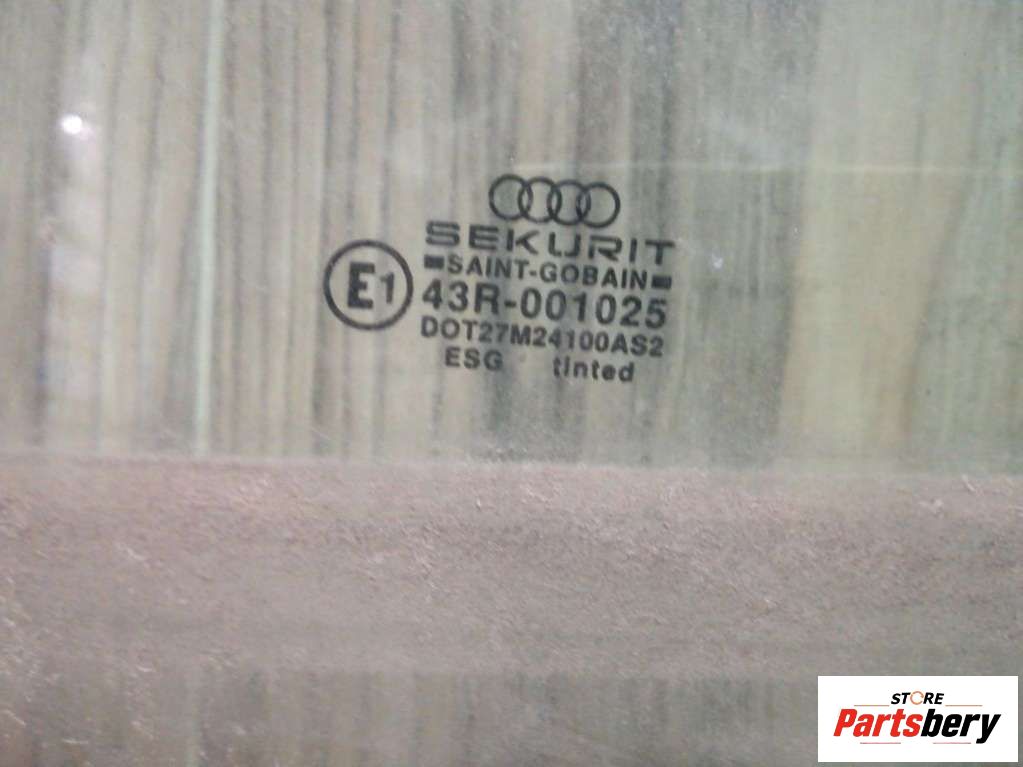 SEKURIT
SAINT-GOBAIN
E1
43R-001025
DOT27M24100AS2
ESG tinted
STORE
Partsbery